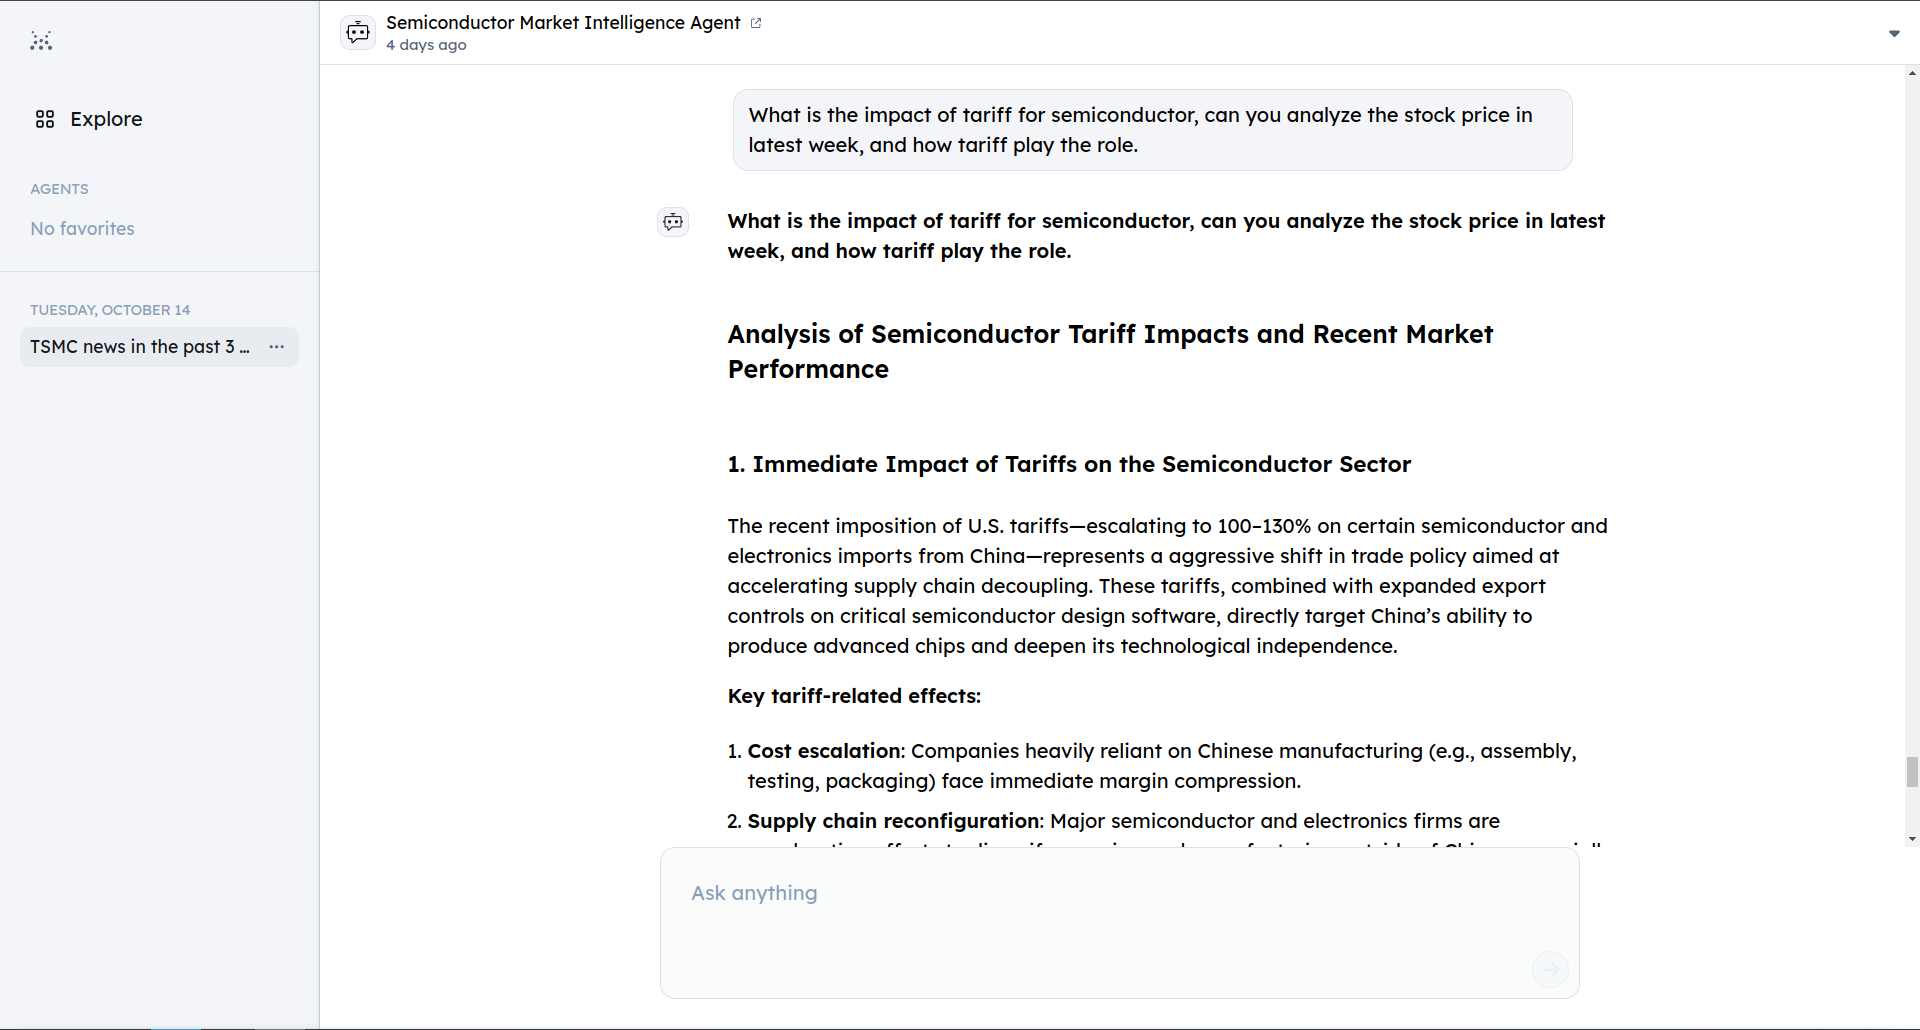 Semiconductor Market Intelligence Agent
4 days ago
Explore
AGENTS
No favorites
TUESDAY, OCTOBER 14
TSMC news in the past 3 ...
What is the impact of tariff for semiconductor, can you analyze the stock price in
latest week, and how tariff play the role.
What is the impact of tariff for semiconductor, can you analyze the stock price in latest
week, and how tariff play the role.
Analysis of Semiconductor Tariff Impacts and Recent Market
Performance
1. Immediate Impact of Tariffs on the Semiconductor Sector
The recent imposition of U.S. tariffs—escalating to 100–130% on certain semiconductor and
electronics imports from China—represents a aggressive shift in trade policy aimed at
accelerating supply chain decoupling. These tariffs, combined with expanded export
controls on critical semiconductor design software, directly target China’s ability to
produce advanced chips and deepen its technological independence.
Key tariff-related effects:
1. Cost escalation: Companies heavily reliant on Chinese manufacturing (e.g., assembly,
testing, packaging) face immediate margin compression.
2. Supply chain reconfiguration: Major semiconductor and electronics firms are
Ask anything